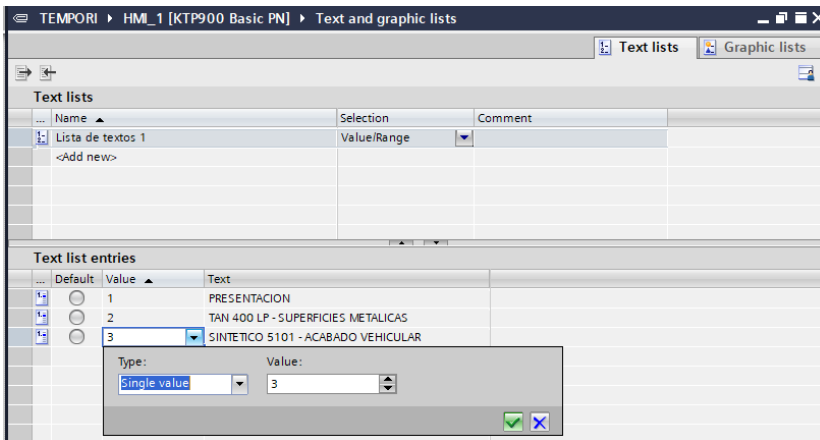 TEMPORI ▸ HMI_1 [KTP900 Basic PN] ▸ Text and graphic lists
Text lists Graphic lists
Text lists
... Name Selection Comment
Lista de textos 1 Value/Range
<Add new>
Text list entries
... Default Value Text
1 PRESENTACION
2 TAN 400 LP - SUPERFICIES METALICAS
3 SINTETICO 5101 - ACABADO VEHICULAR
Type: Value:
Single value 3